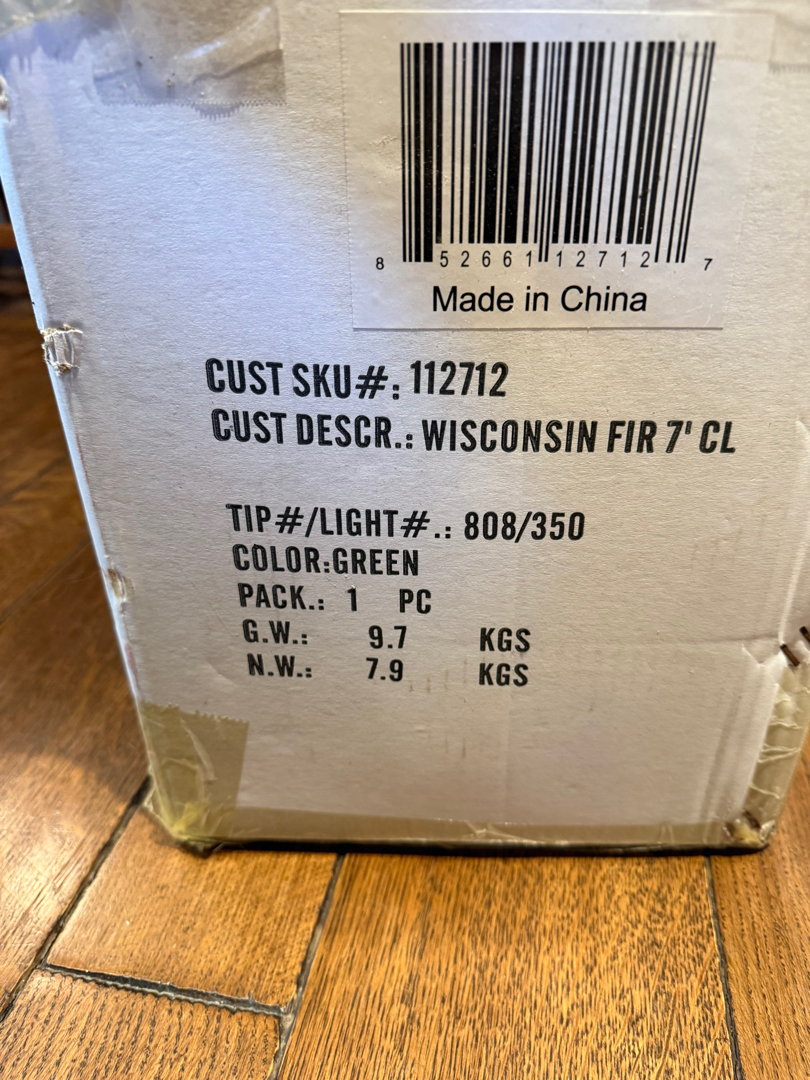 8 52661 12712 7
Made in China
CUST SKU#: 112712
CUST DESCR.: WISCONSIN FIR 7' CL
TIP#/LIGHT#.: 808/350
COLOR:GREEN
PACK.: 1 PC
G.W.: 9.7 KGS
N.W.: 7.9 KGS